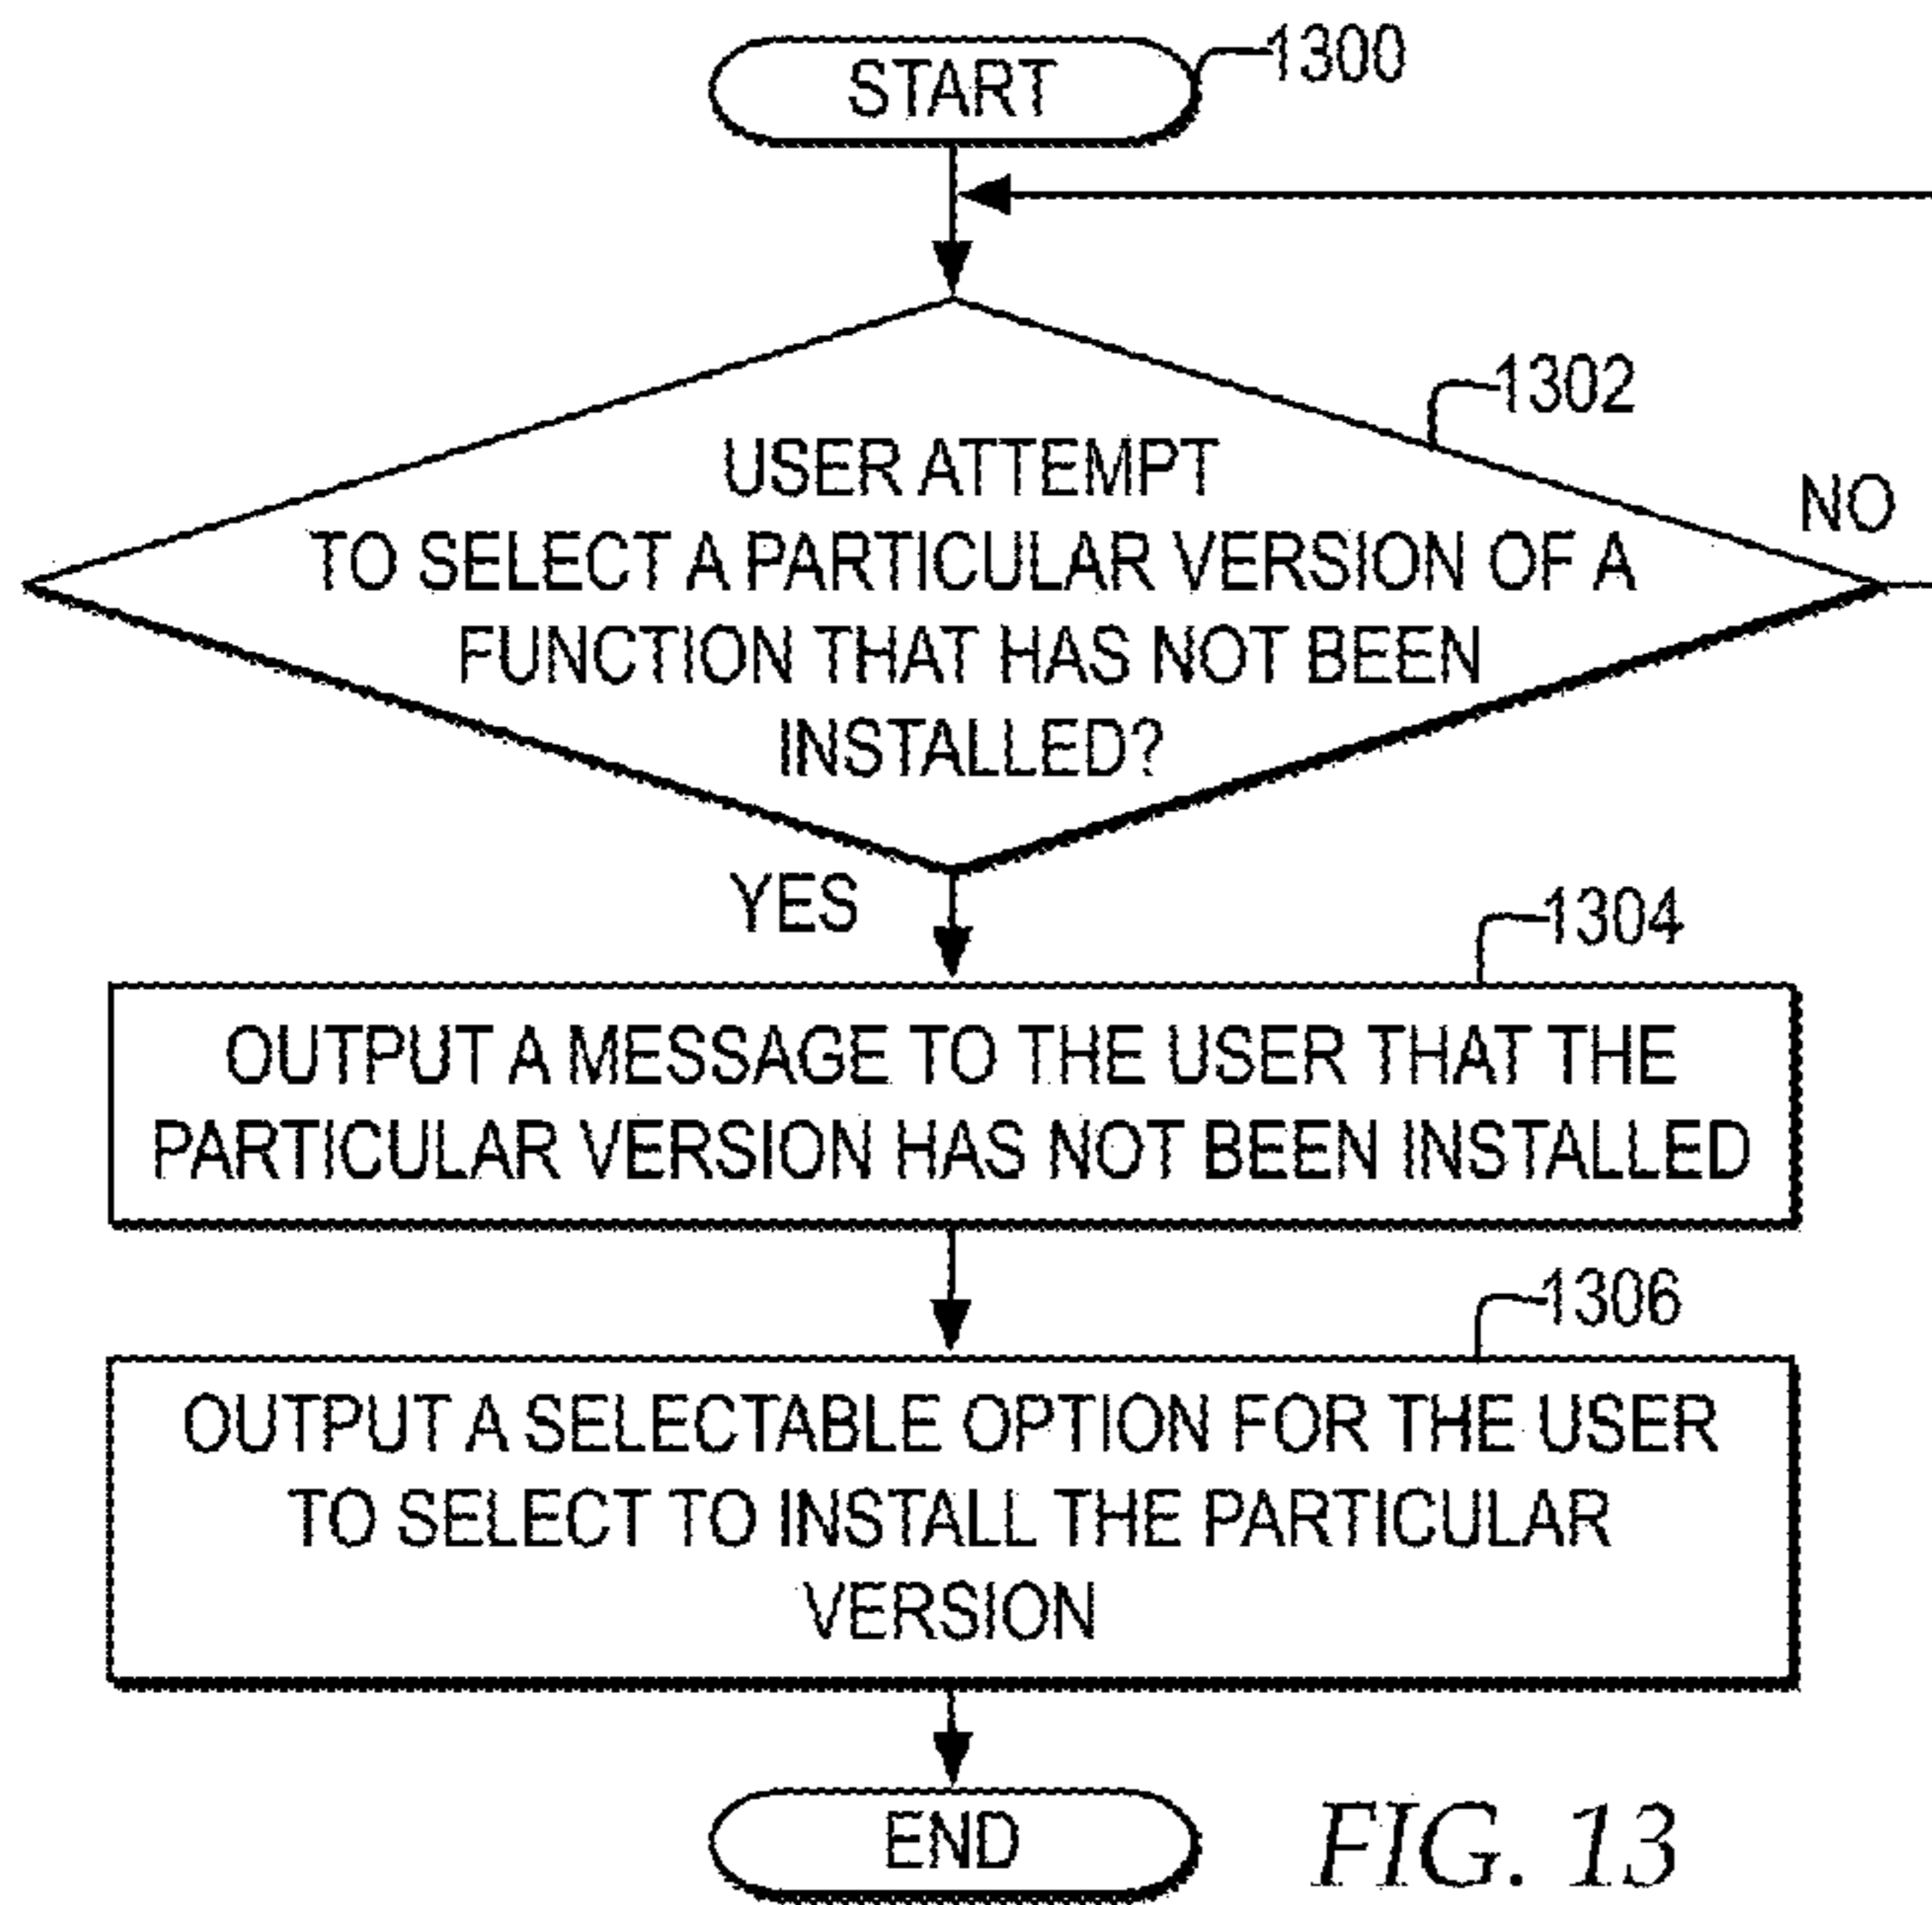 START
1300
1302
USER ATTEMPT
TO SELECT A PARTICULAR VERSION OF A
FUNCTION THAT HAS NOT BEEN
INSTALLED?
NO
YES
1304
OUTPUT A MESSAGE TO THE USER THAT THE
PARTICULAR VERSION HAS NOT BEEN INSTALLED
1306
OUTPUT A SELECTABLE OPTION FOR THE USER
TO SELECT TO INSTALL THE PARTICULAR
VERSION
END
FIG. 13